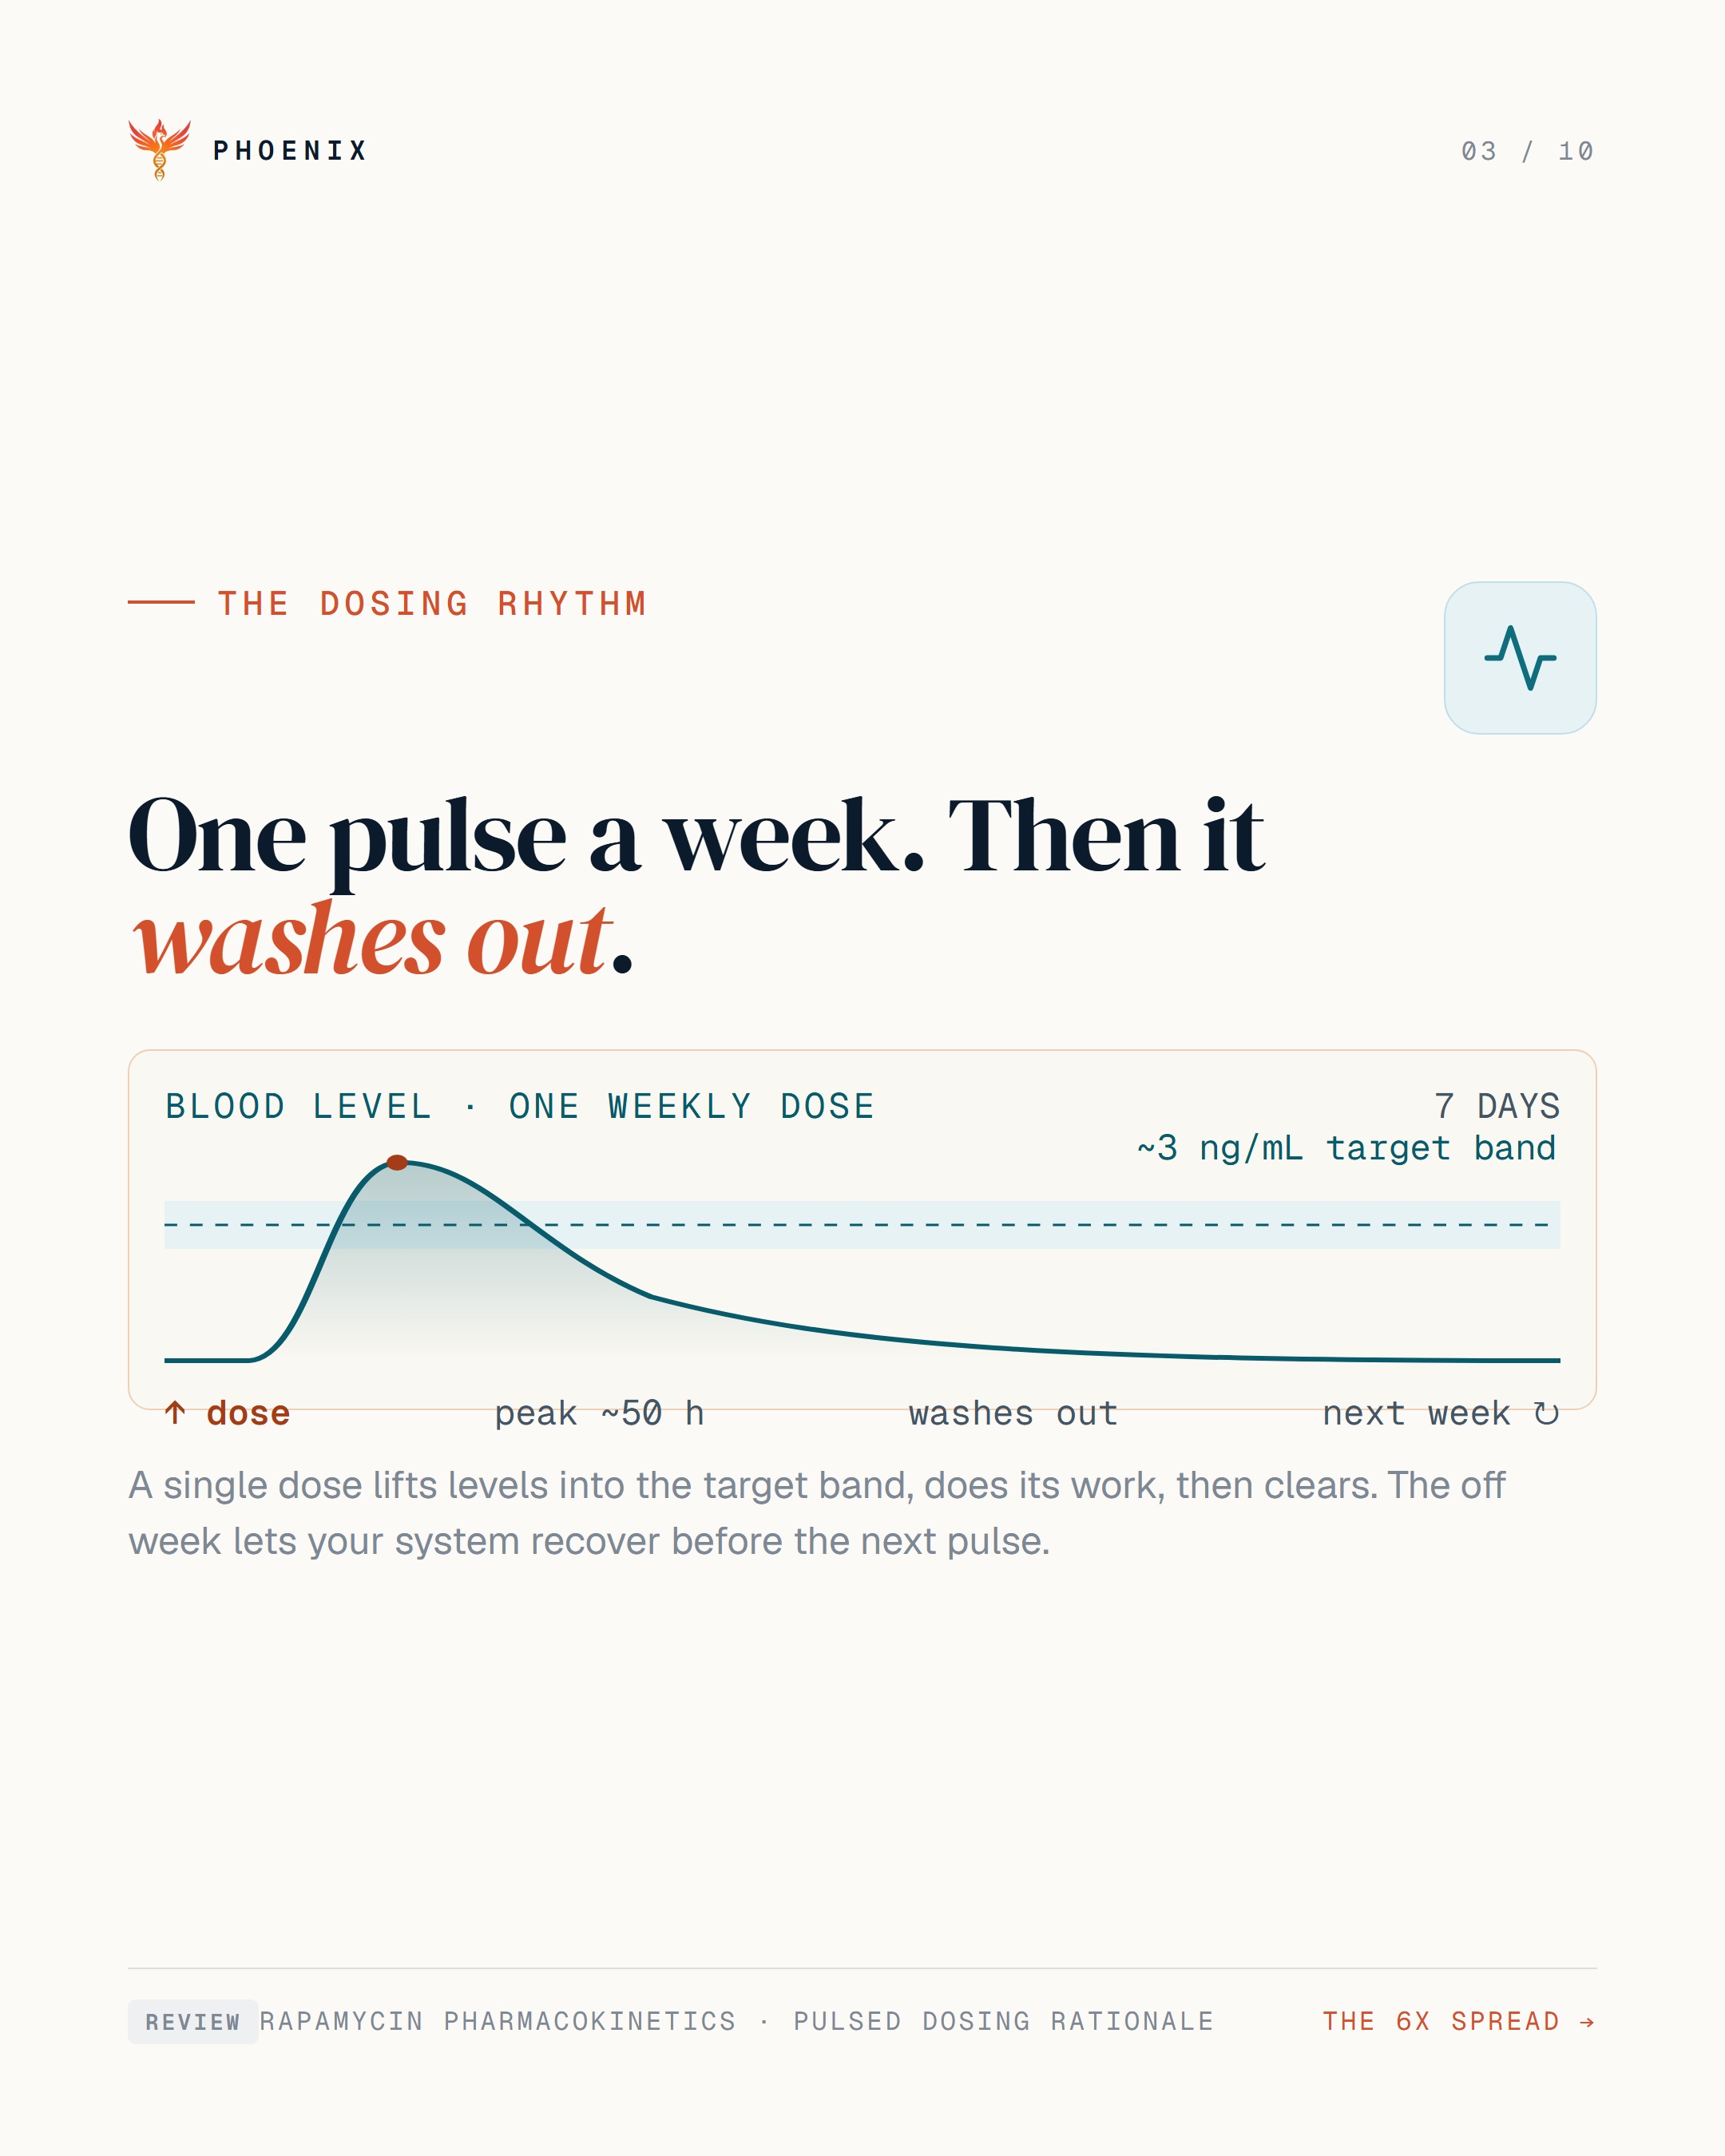 PHOENIX
03 / 10
THE DOSING RHYTHM
One pulse a week. Then it
washes out.
BLOOD LEVEL · ONE WEEKLY DOSE
7 DAYS
~3 ng/mL target band
↑ dose
peak ~50 h
washes out
next week ↻
A single dose lifts levels into the target band, does its work, then clears. The off
week lets your system recover before the next pulse.
REVIEW
RAPAMYCIN PHARMACOKINETICS · PULSED DOSING RATIONALE
THE 6X SPREAD →